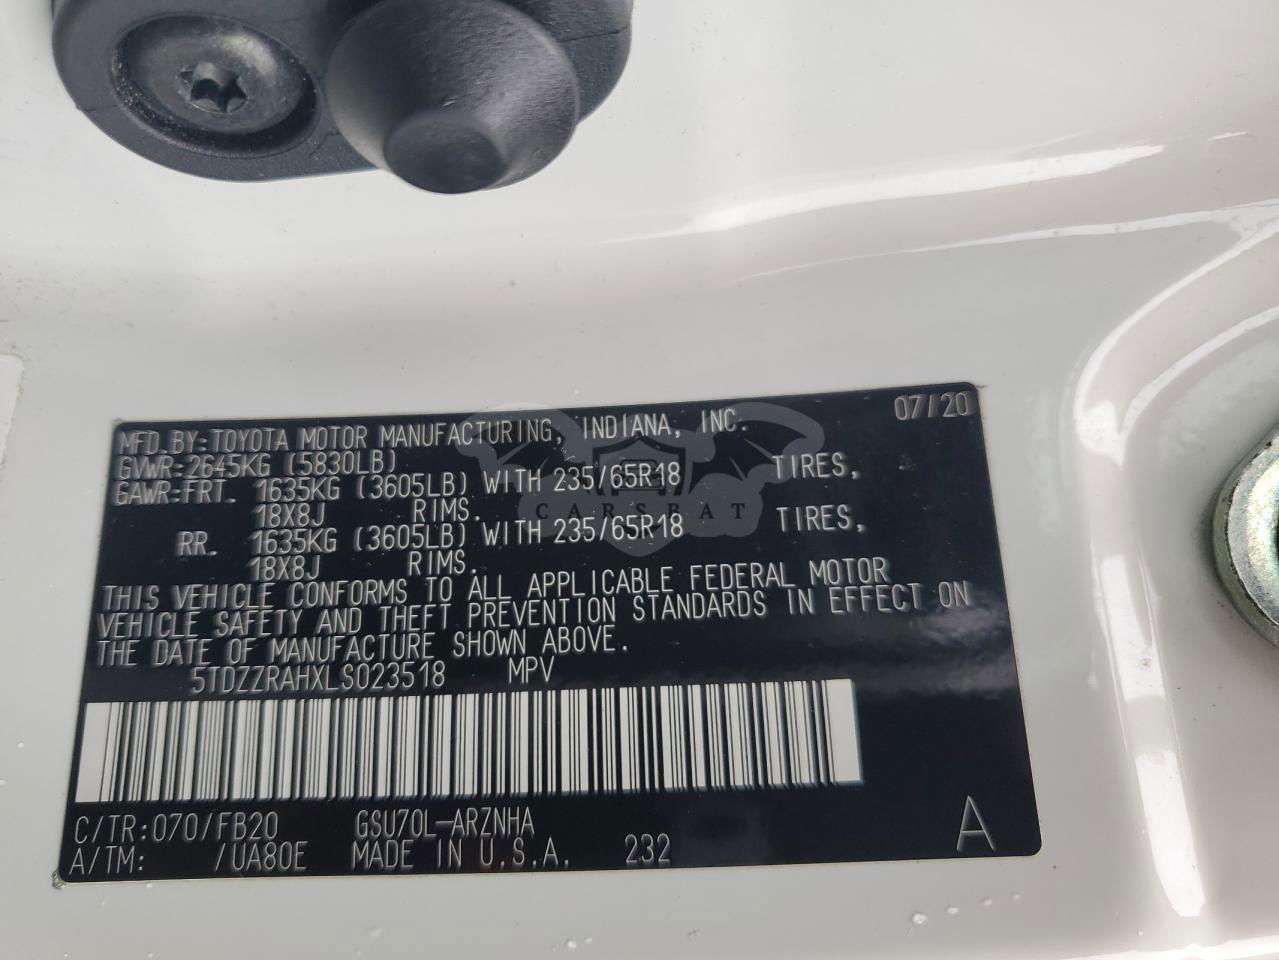 07/20
MFD.BY:TOYOTA MOTOR MANUFACTURING, INDIANA, INC.
GVWR:2645KG (5830LB)
GAWR:FRT. 1635KG (3605LB) WITH 235/65R18 TIRES,
18X8J RIMS.
RR. 1635KG (3605LB) WITH 235/65R18 TIRES,
18X8J RIMS.
THIS VEHICLE CONFORMS TO ALL APPLICABLE FEDERAL MOTOR
VEHICLE SAFETY AND THEFT PREVENTION STANDARDS IN EFFECT ON
THE DATE OF MANUFACTURE SHOWN ABOVE.
5TDZZRAHXLS023518 MPV
C/TR:070/FB20 GSU70L-ARZNHA
A/TM: /UA80E MADE IN U.S.A. 232
A
CARSBAT